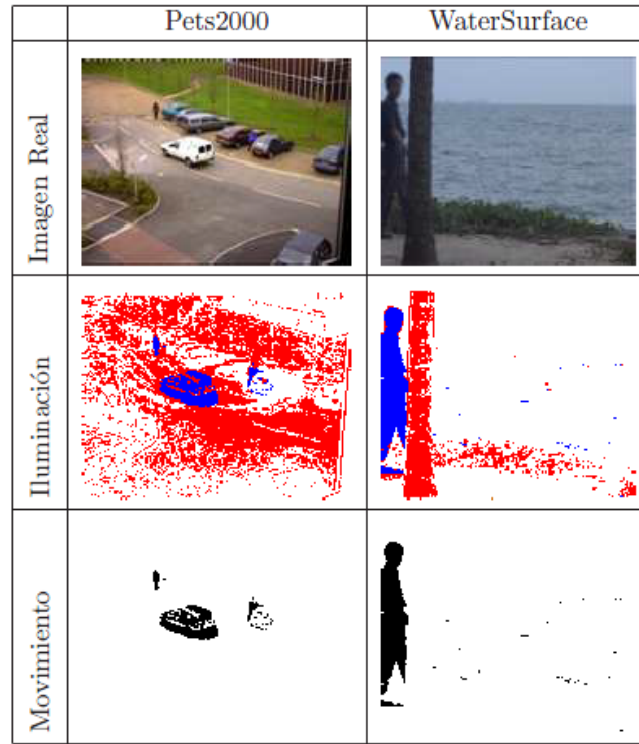 Pets2000
WaterSurface
Imagen Real
Iluminación
Movimiento